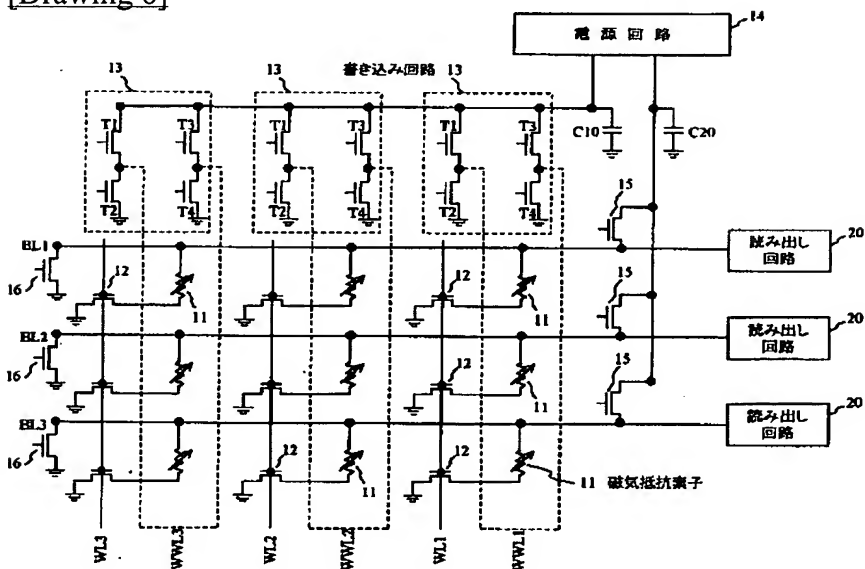 [Drawing 6]
電源回路
14
13
13
書き込み回路
13
C10
C20
T1
T3
T1
T3
T1
T3
T2
T4
T2
T4
T2
T4
15
BL1
読み出し
回路
20
16
12
12
12
11
11
15
BL2
読み出し
回路
20
16
12
11
15
BL3
読み出し
回路
20
16
12
12
11
11 磁気抵抗素子
WL3
WWL3
WL2
WWL2
WL1
WWL1